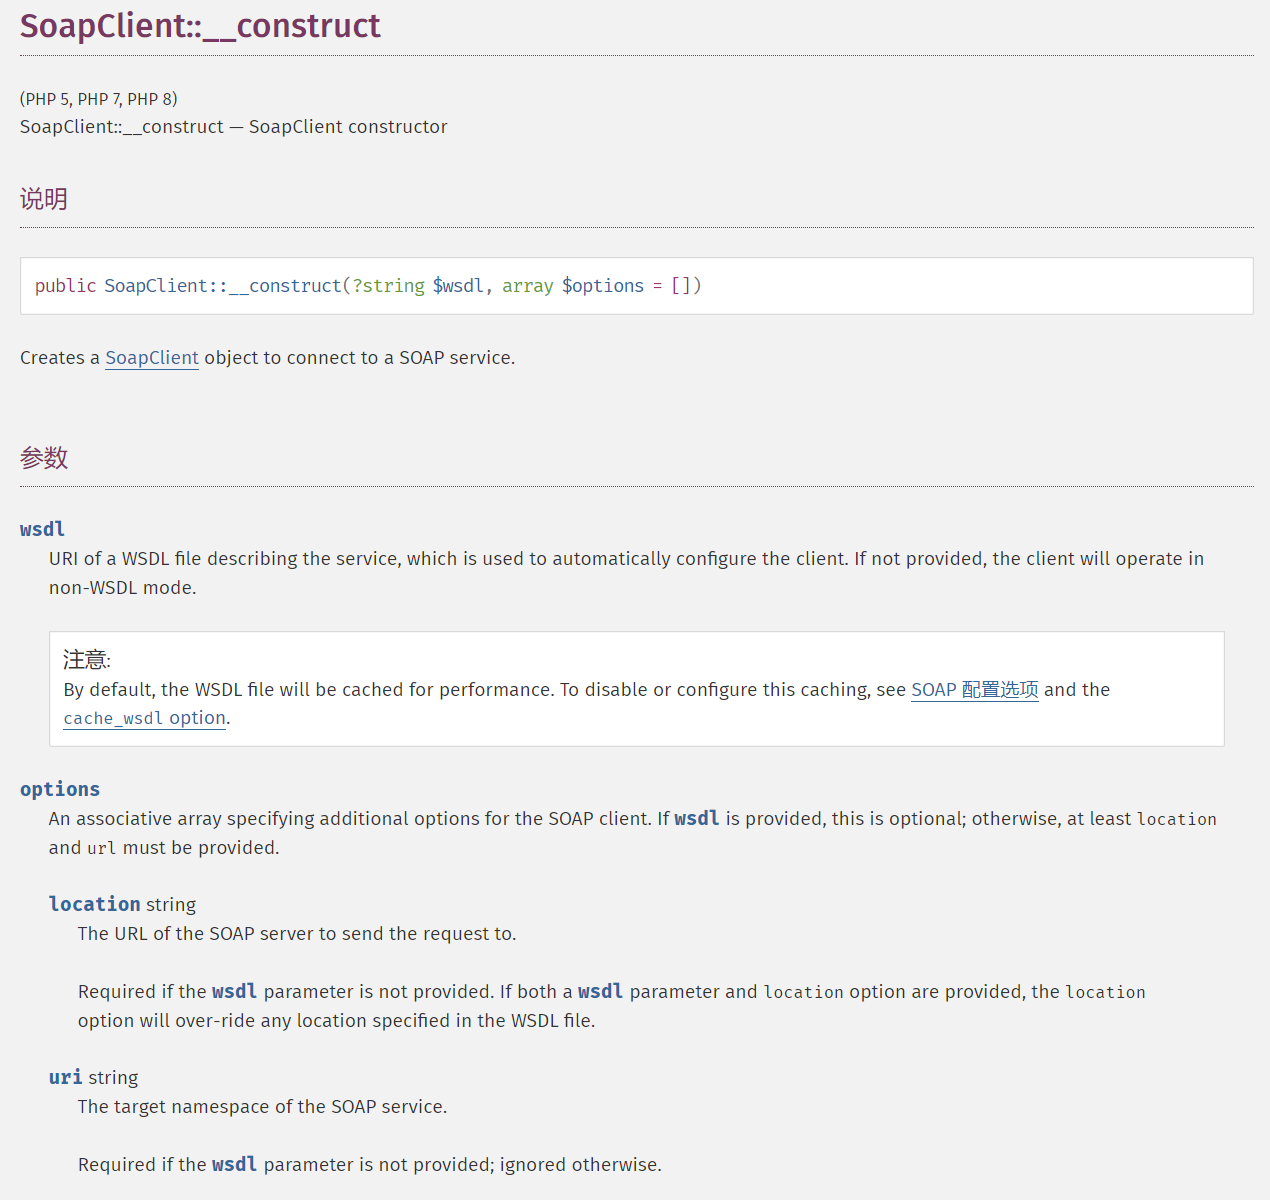 SoapClient::__construct
(PHP 5, PHP 7, PHP 8)
SoapClient::__construct — SoapClient constructor
说明
public SoapClient::__construct(?string $wsdl, array $options = [])
Creates a SoapClient object to connect to a SOAP service.
参数
wsdl
URI of a WSDL file describing the service, which is used to automatically configure the client. If not provided, the client will operate in
non-WSDL mode.
注意:
By default, the WSDL file will be cached for performance. To disable or configure this caching, see SOAP 配置选项 and the
cache_wsdl option.
options
An associative array specifying additional options for the SOAP client. If wsdl is provided, this is optional; otherwise, at least location
and url must be provided.
location string
The URL of the SOAP server to send the request to.
Required if the wsdl parameter is not provided. If both a wsdl parameter and location option are provided, the location
option will over-ride any location specified in the WSDL file.
uri string
The target namespace of the SOAP service.
Required if the wsdl parameter is not provided; ignored otherwise.